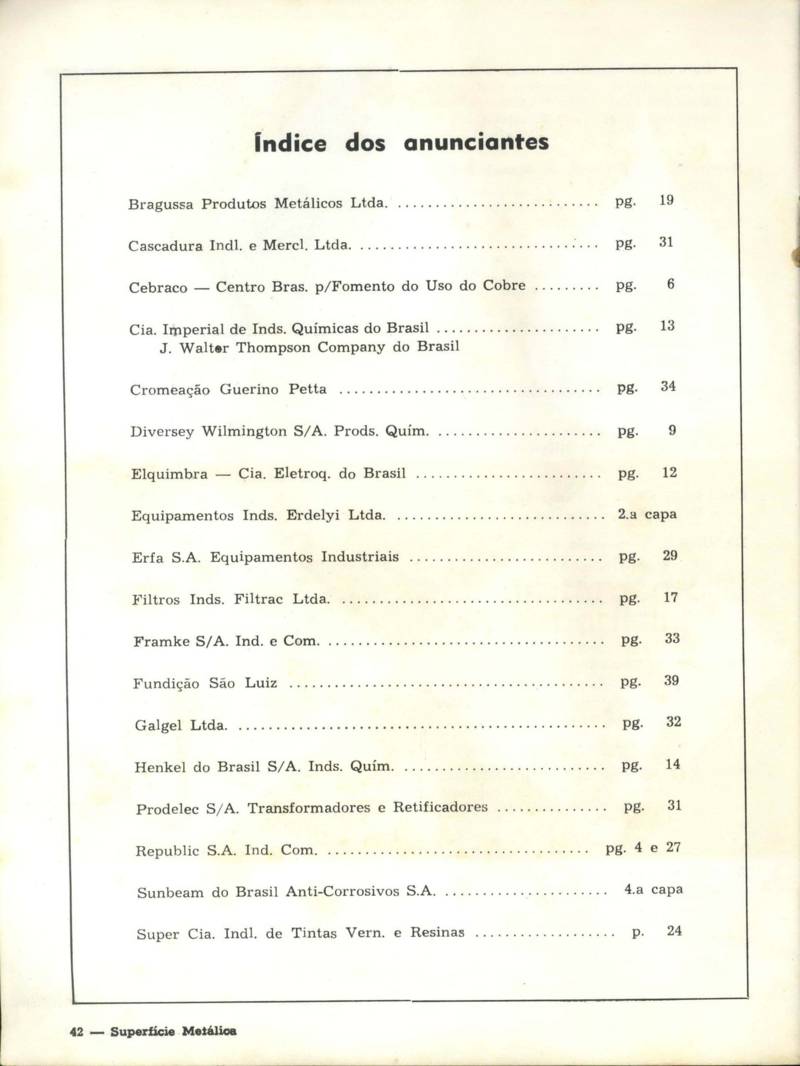 Índice dos anunciantes
Bragussa Produtos Metálicos Ltda. ........................... pg. 19
Cascadura Indl. e Mercl. Ltda. ................................ pg. 31
Cebraco — Centro Bras. p/Fomento do Uso do Cobre ......... pg. 6
Cia. Imperial de Inds. Químicas do Brasil ...................... pg. 13
J. Walter Thompson Company do Brasil
Cromeação Guerino Petta ................................... pg. 34
Diversey Wilmington S/A. Prods. Quím. ...................... pg. 9
Elquimbra — Cia. Eletroq. do Brasil ......................... pg. 12
Equipamentos Inds. Erdelyi Ltda. ............................ 2.a capa
Erfa S.A. Equipamentos Industriais .......................... pg. 29
Filtros Inds. Filtrac Ltda. ................................... pg. 17
Framke S/A. Ind. e Com. ..................................... pg. 33
Fundição São Luiz .......................................... pg. 39
Galgel Ltda. ................................................. pg. 32
Henkel do Brasil S/A. Inds. Quím. ........................... pg. 14
Prodelec S/A. Transformadores e Retificadores ............... pg. 31
Republic S.A. Ind. Com. ................................... pg. 4 e 27
Sunbeam do Brasil Anti-Corrosivos S.A. ...................... 4.a capa
Super Cia. Indl. de Tintas Vern. e Resinas ................... p. 24
42 — Superfície Metálica